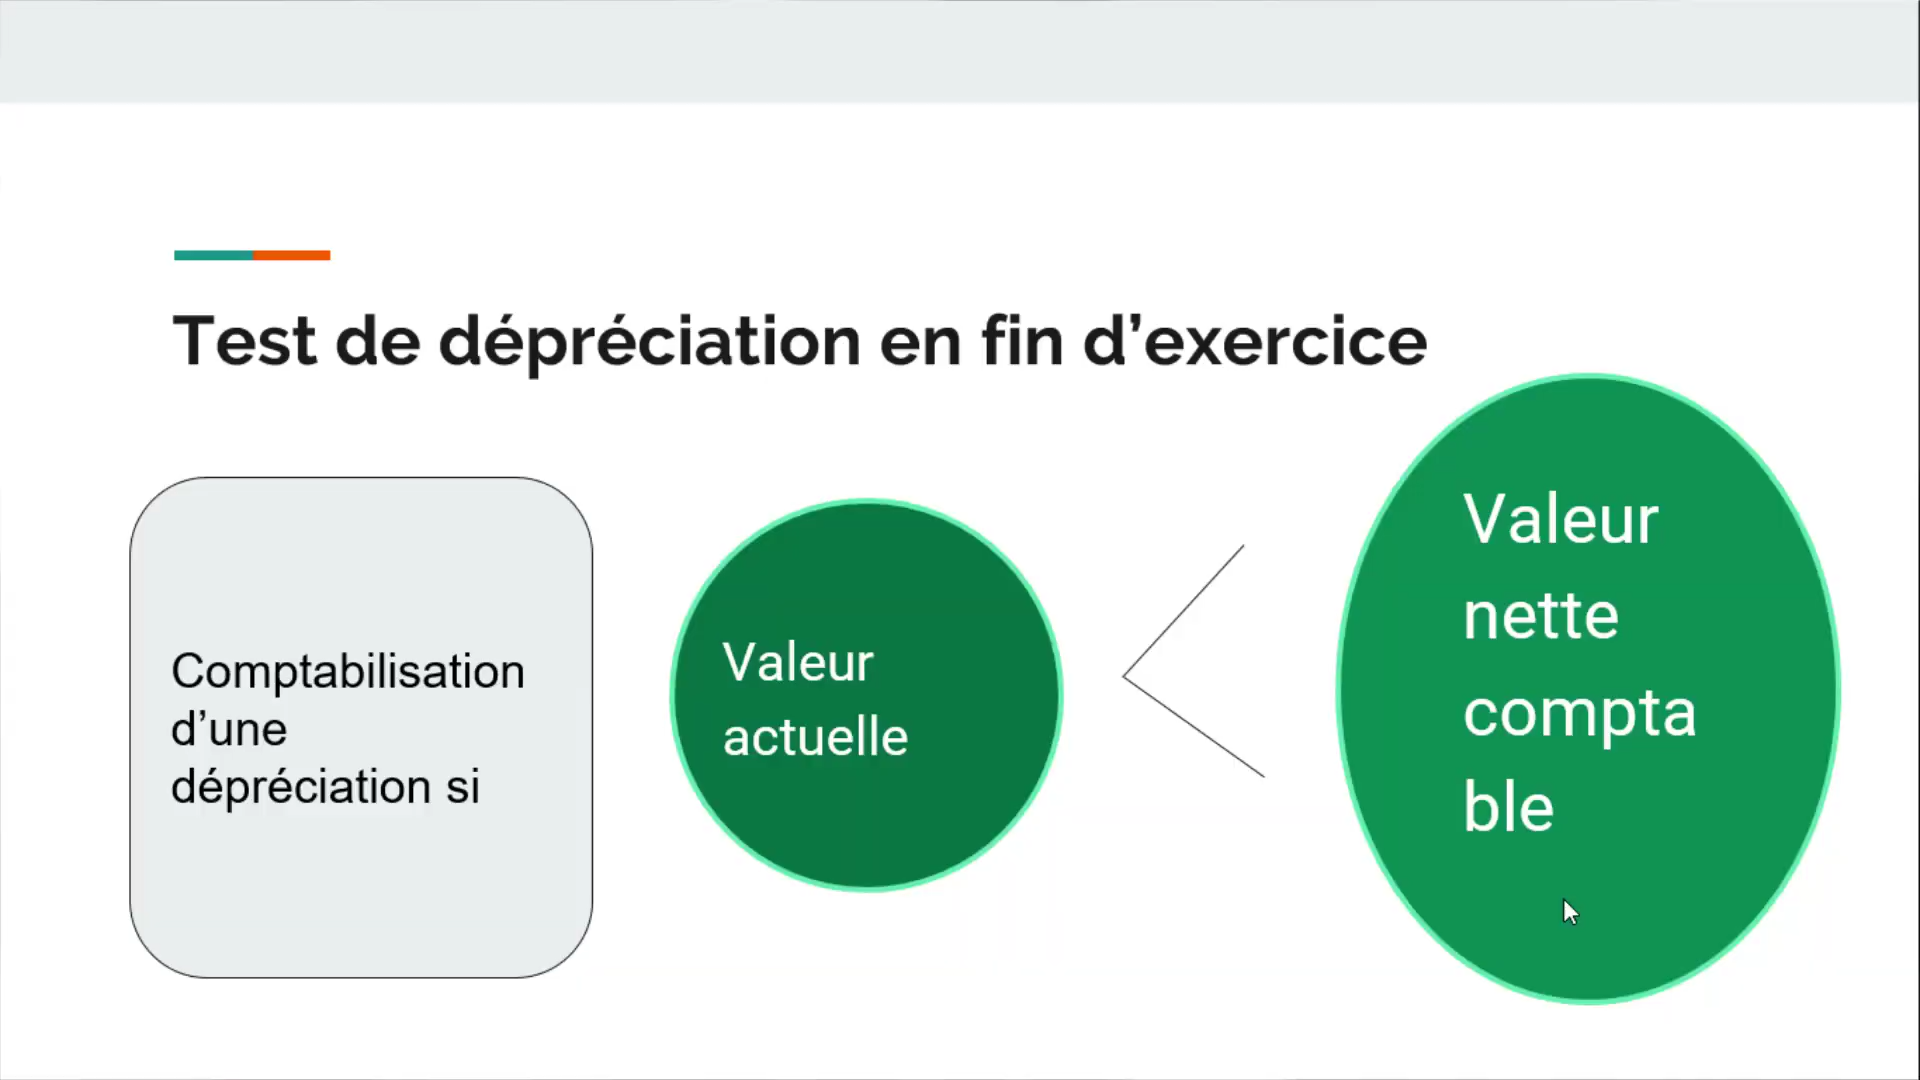 Test de dépréciation en fin d’exercice
Comptabilisation
d’une
dépréciation si
Valeur
actuelle
Valeur
nette
compta
ble